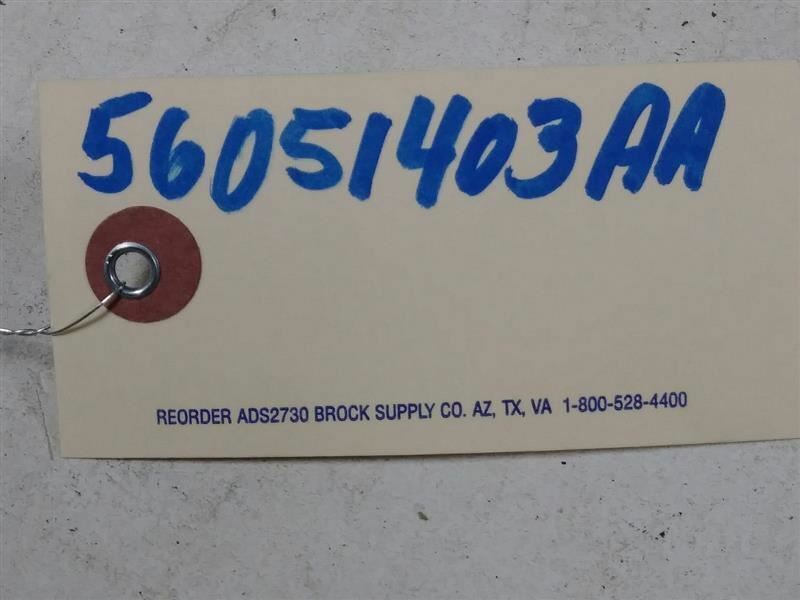 56051403AA
REORDER ADS2730 BROCK SUPPLY CO. AZ, TX, VA 1-800-528-4400